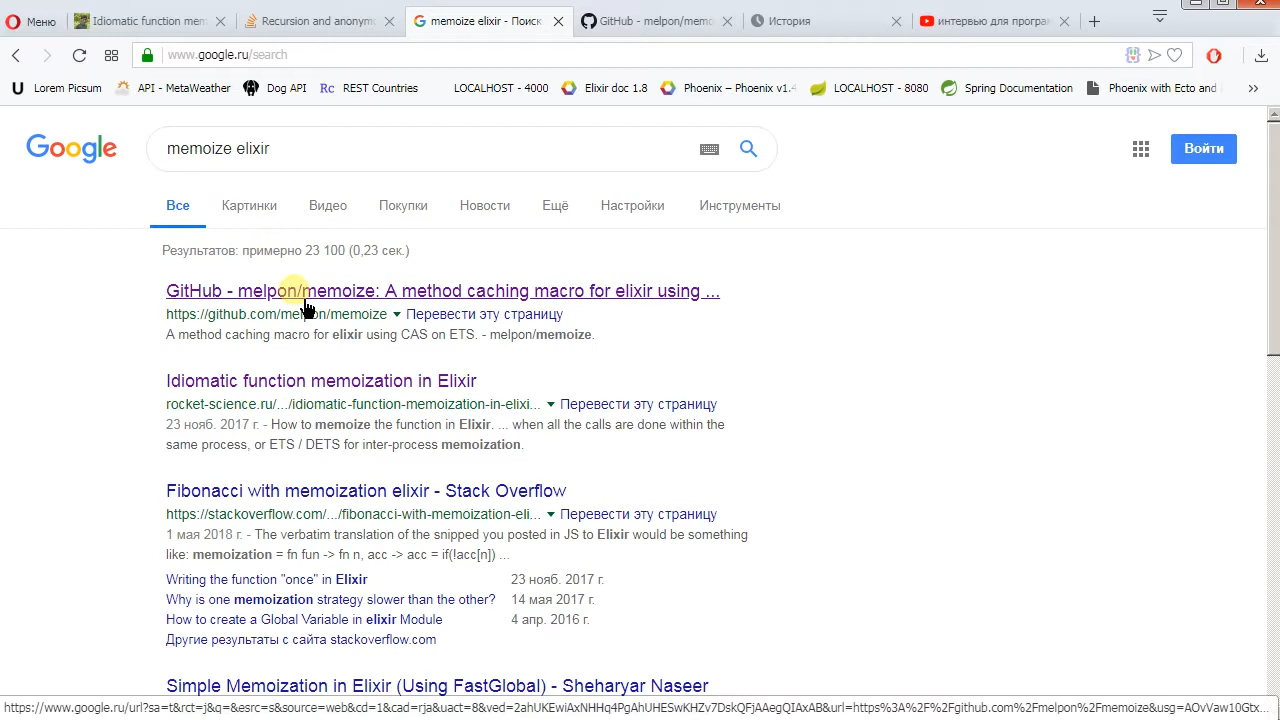 Меню
Idiomatic function mem
Recursion and anonym
memoize elixir - Поиск
GitHub - melpon/memo
История
интервью для програм
www.google.ru/search
Lorem Picsum
API - MetaWeather
Dog API
Rc REST Countries
LOCALHOST - 4000
Elixir doc 1.8
Phoenix – Phoenix v1.4
LOCALHOST - 8080
Spring Documentation
Phoenix with Ecto and
Google
memoize elixir
Войти
Все
Картинки
Видео
Покупки
Новости
Ещё
Настройки
Инструменты
Результатов: примерно 23 100 (0,23 сек.)
GitHub - melpon/memoize: A method caching macro for elixir using ...
https://github.com/melpon/memoize Перевести эту страницу
A method caching macro for elixir using CAS on ETS. - melpon/memoize.
Idiomatic function memoization in Elixir
rocket-science.ru/.../idiomatic-function-memoization-in-elixi... Перевести эту страницу
23 нояб. 2017 г. - How to memoize the function in Elixir. ... when all the calls are done within the
same process, or ETS / DETS for inter-process memoization.
Fibonacci with memoization elixir - Stack Overflow
https://stackoverflow.com/.../fibonacci-with-memoization-eli... Перевести эту страницу
1 мая 2018 г. - The verbatim translation of the snipped you posted in JS to Elixir would be something
like: memoization = fn fun -> fn n, acc -> acc = if(!acc[n]) ...
Writing the function "once" in Elixir 23 нояб. 2017 г.
Why is one memoization strategy slower than the other? 14 мая 2017 г.
How to create a Global Variable in elixir Module 4 апр. 2016 г.
Другие результаты с сайта stackoverflow.com
Simple Memoization in Elixir (Using FastGlobal) - Sheharyar Naseer